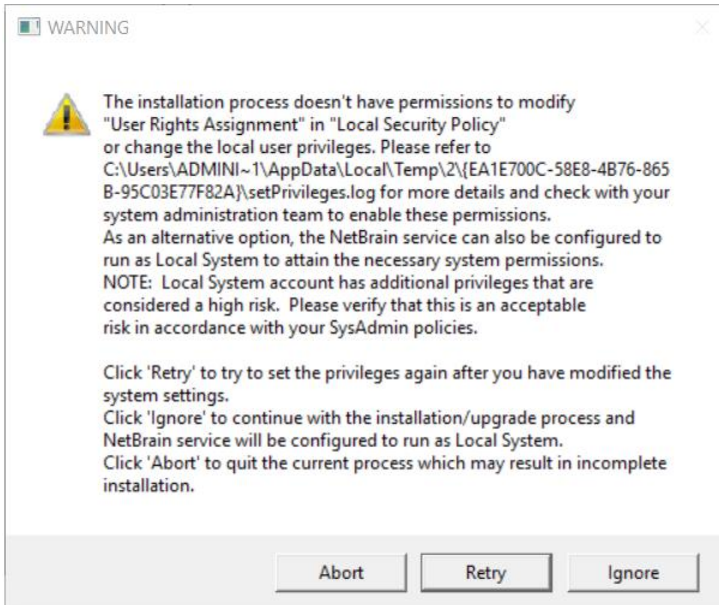 WARNING
The installation process doesn't have permissions to modify
"User Rights Assignment" in "Local Security Policy"
or change the local user privileges. Please refer to
C:\Users\ADMINI~1\AppData\Local\Temp\2\{EA1E700C-58E8-4B76-865
B-95C03E77F82A}\setPrivileges.log for more details and check with your
system administration team to enable these permissions.
As an alternative option, the NetBrain service can also be configured to
run as Local System to attain the necessary system permissions.
NOTE:  Local System account has additional privileges that are
considered a high risk.  Please verify that this is an acceptable
risk in accordance with your SysAdmin policies.
Click 'Retry' to try to set the privileges again after you have modified the
system settings.
Click 'Ignore' to continue with the installation/upgrade process and
NetBrain service will be configured to run as Local System.
Click 'Abort' to quit the current process which may result in incomplete
installation.
Abort Retry Ignore